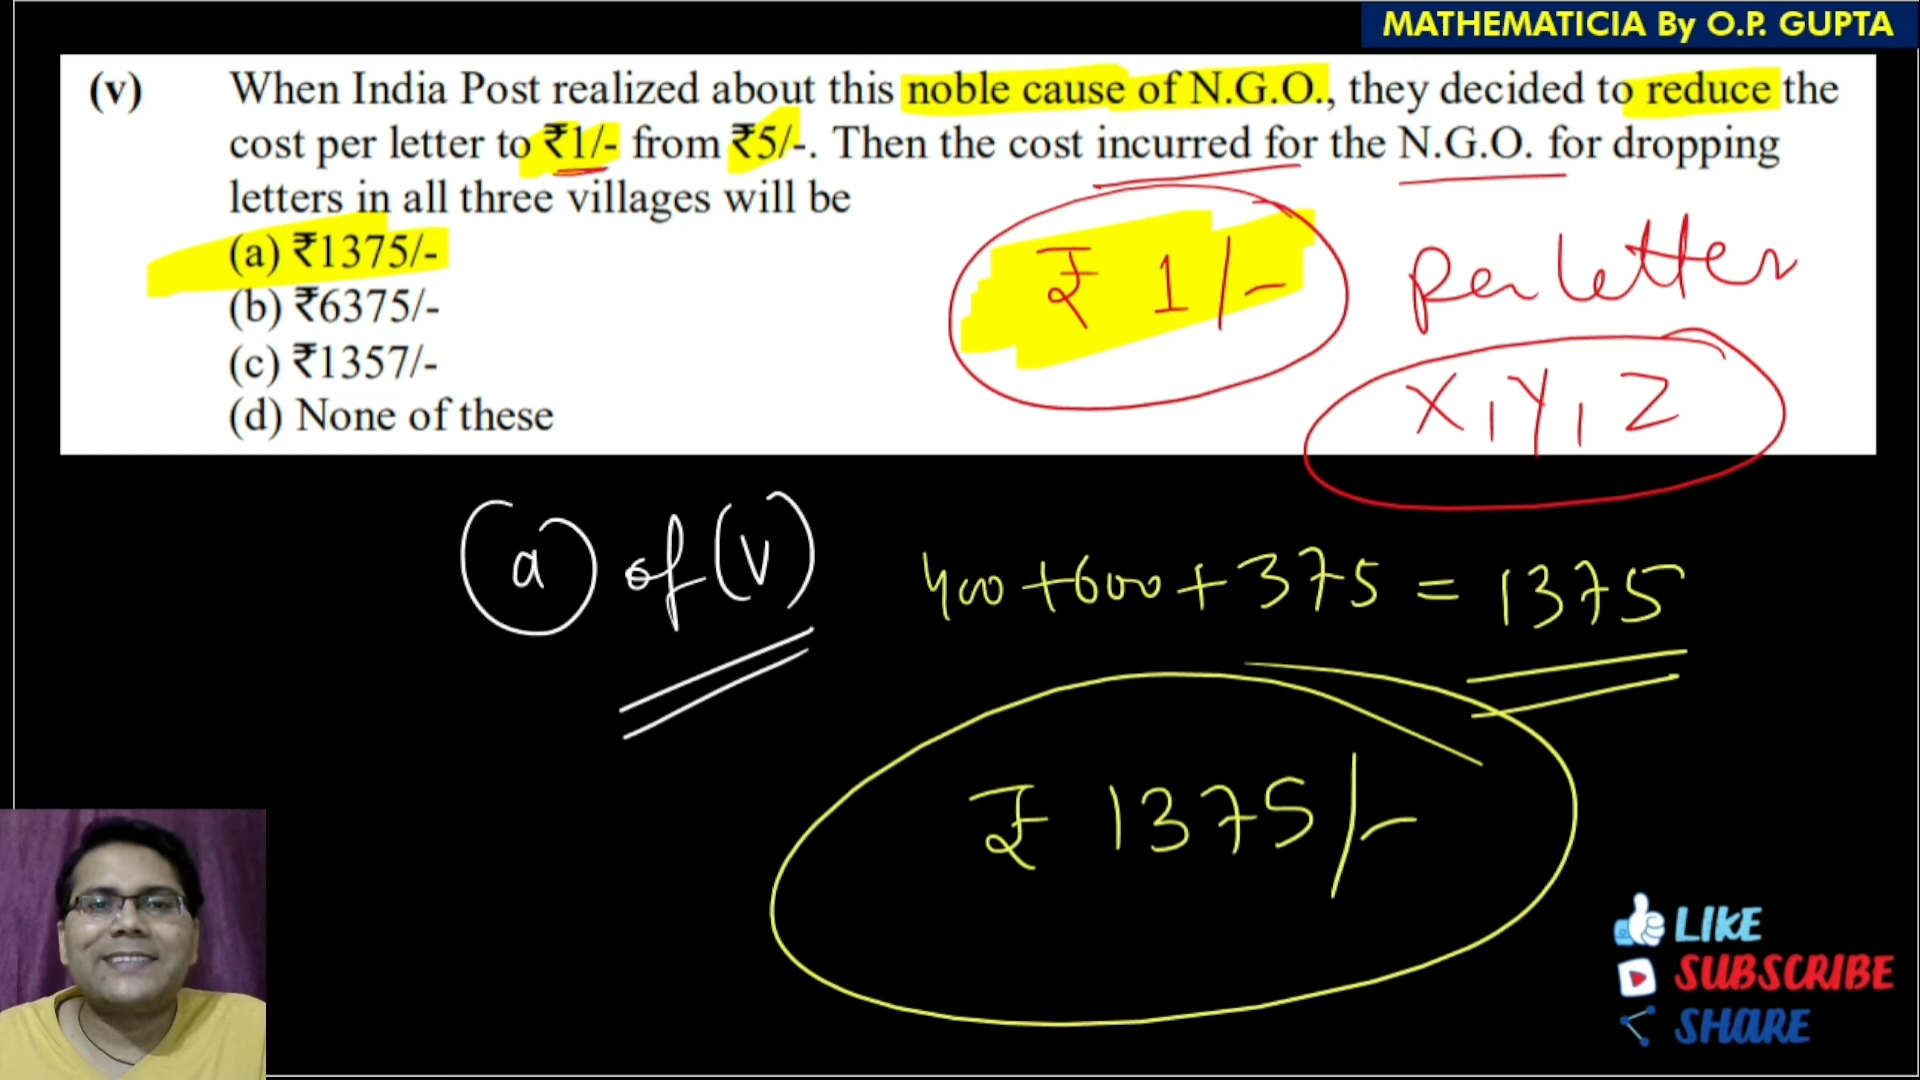 MATHEMATICIA By O.P. GUPTA
(v) When India Post realized about this noble cause of N.G.O., they decided to reduce the
cost per letter to ₹1/- from ₹5/-. Then the cost incurred for the N.G.O. for dropping
letters in all three villages will be
(a) ₹1375/-
(b) ₹6375/-
(c) ₹1357/-
(d) None of these
₹ 1/- per letter
X, Y, Z
(a) of (v)
400 + 600 + 375 = 1375
₹ 1375/-
LIKE
SUBSCRIBE
SHARE